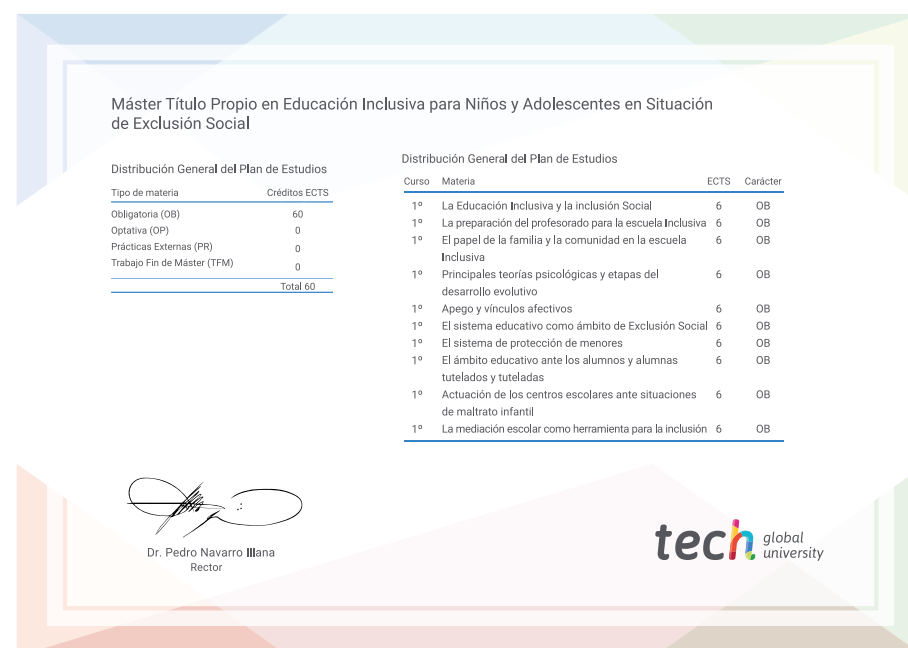 Máster Título Propio en Educación Inclusiva para Niños y Adolescentes en Situación
de Exclusión Social
Distribución General del Plan de Estudios
Tipo de materia Créditos ECTS
Obligatoria (OB) 60
Optativa (OP) 0
Prácticas Externas (PR) 0
Trabajo Fin de Máster (TFM) 0
Total 60
Distribución General del Plan de Estudios
Curso Materia ECTS Carácter
1º La Educación Inclusiva y la inclusión Social 6 OB
1º La preparación del profesorado para la escuela Inclusiva 6 OB
1º El papel de la familia y la comunidad en la escuela 6 OB
Inclusiva
1º Principales teorías psicológicas y etapas del 6 OB
desarrollo evolutivo
1º Apego y vínculos afectivos 6 OB
1º El sistema educativo como ámbito de Exclusión Social 6 OB
1º El sistema de protección de menores 6 OB
1º El ámbito educativo ante los alumnos y alumnas 6 OB
tutelados y tuteladas
1º Actuación de los centros escolares ante situaciones 6 OB
de maltrato infantil
1º La mediación escolar como herramienta para la inclusión 6 OB
Dr. Pedro Navarro Illana
Rector
tech global
university